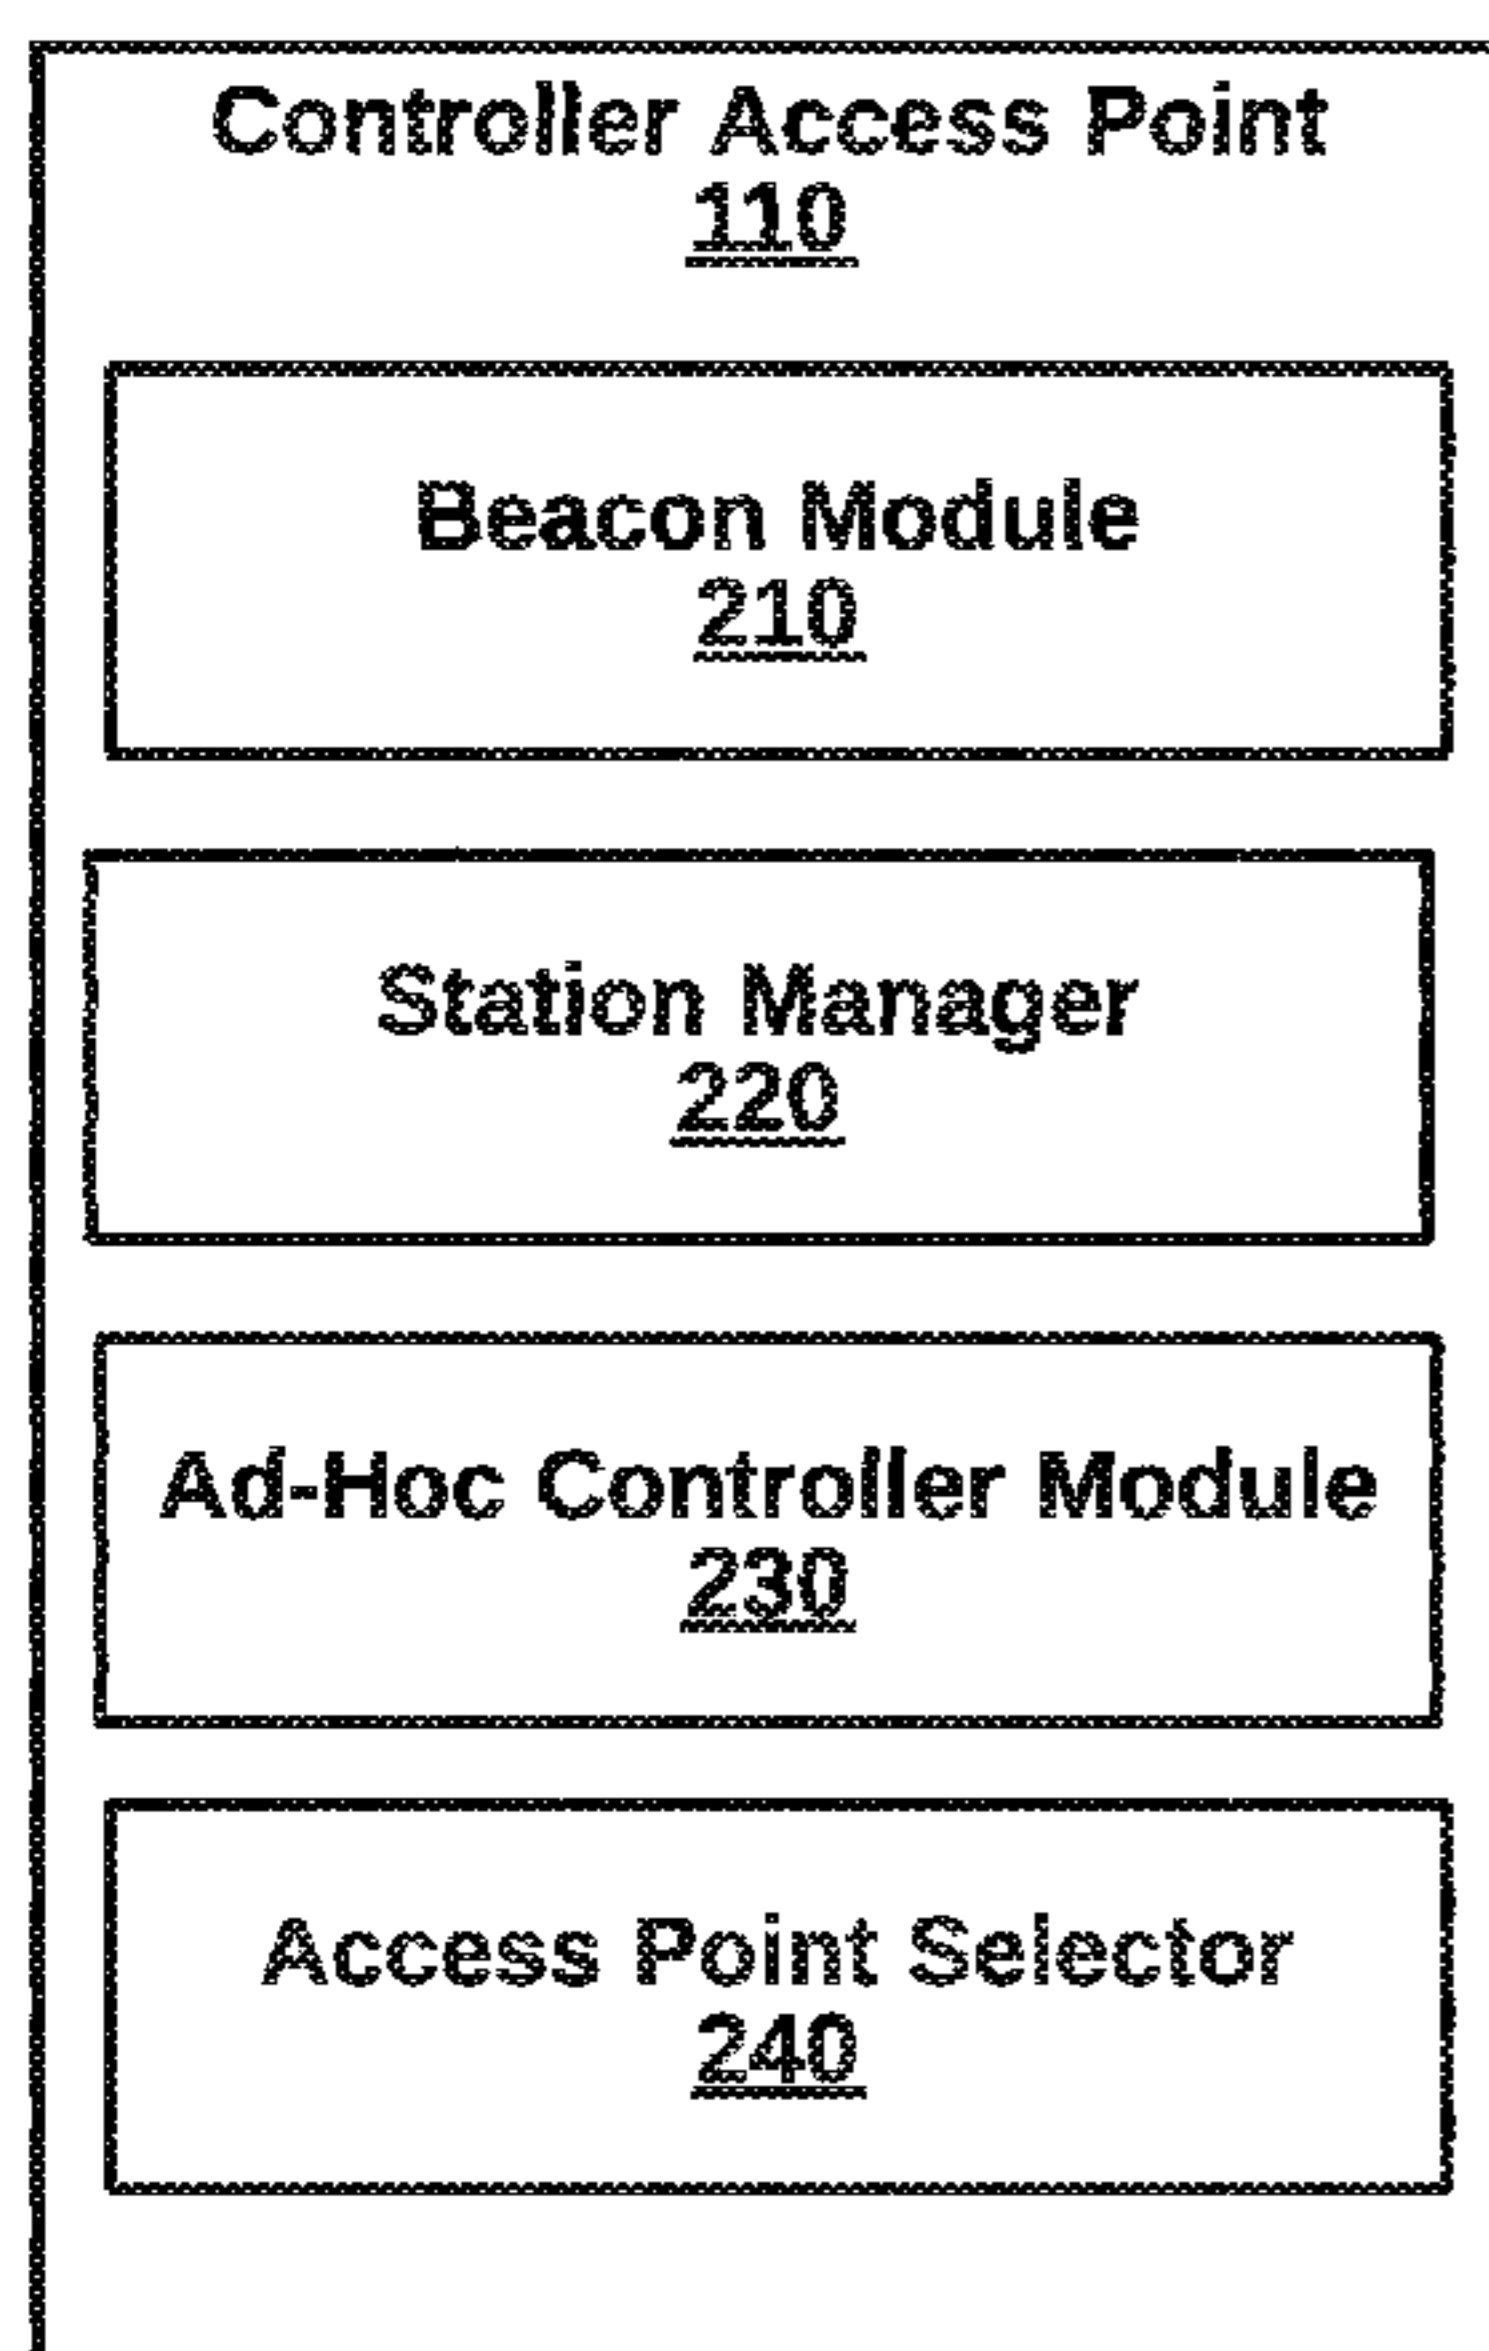 Controller Access Point
110
Beacon Module
210
Station Manager
220
Ad-Hoc Controller Module
230
Access Point Selector
240